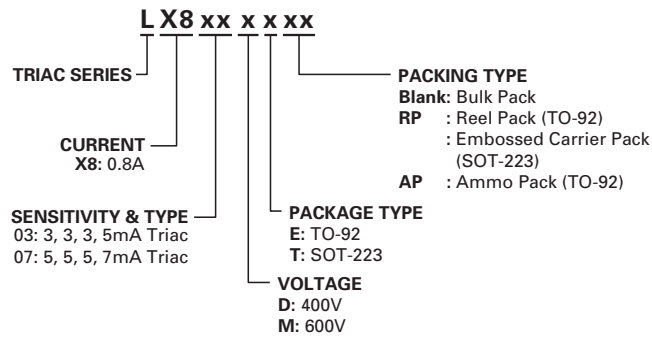 L X8 xx x x xx
TRIAC SERIES
CURRENT
X8: 0.8A
SENSITIVITY & TYPE
03: 3, 3, 3, 5mA Triac
07: 5, 5, 5, 7mA Triac
VOLTAGE
D: 400V
M: 600V
PACKAGE TYPE
E: TO-92
T: SOT-223
PACKING TYPE
Blank: Bulk Pack
RP : Reel Pack (TO-92)
: Embossed Carrier Pack
(SOT-223)
AP : Ammo Pack (TO-92)